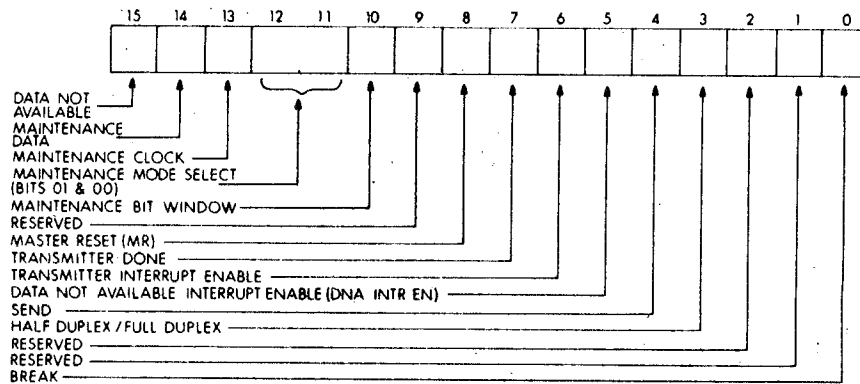 15 14 13 12 11 10 9 8 7 6 5 4 3 2 1 0
DATA NOT
AVAILABLE
MAINTENANCE
DATA
MAINTENANCE CLOCK
MAINTENANCE MODE SELECT
(BITS 01 & 00)
MAINTENANCE BIT WINDOW
RESERVED
MASTER RESET (MR)
TRANSMITTER DONE
TRANSMITTER INTERRUPT ENABLE
DATA NOT AVAILABLE INTERRUPT ENABLE (DNA INTR EN)
SEND
HALF DUPLEX / FULL DUPLEX
RESERVED
RESERVED
BREAK